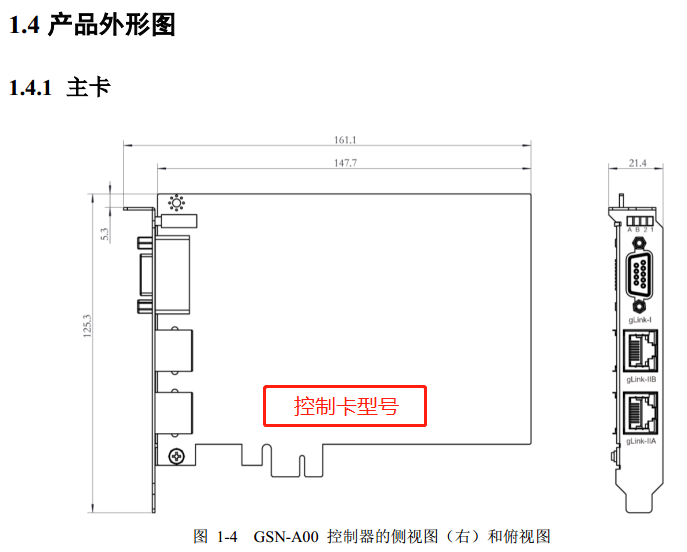 1.4 产品外形图
1.4.1 主卡
161.1
147.7
21.4
5.3
125.3
A B 2 1
gLink-I
gLink-IIB
gLink-IIA
控制卡型号
图 1-4 GSN-A00 控制器的侧视图（右）和俯视图